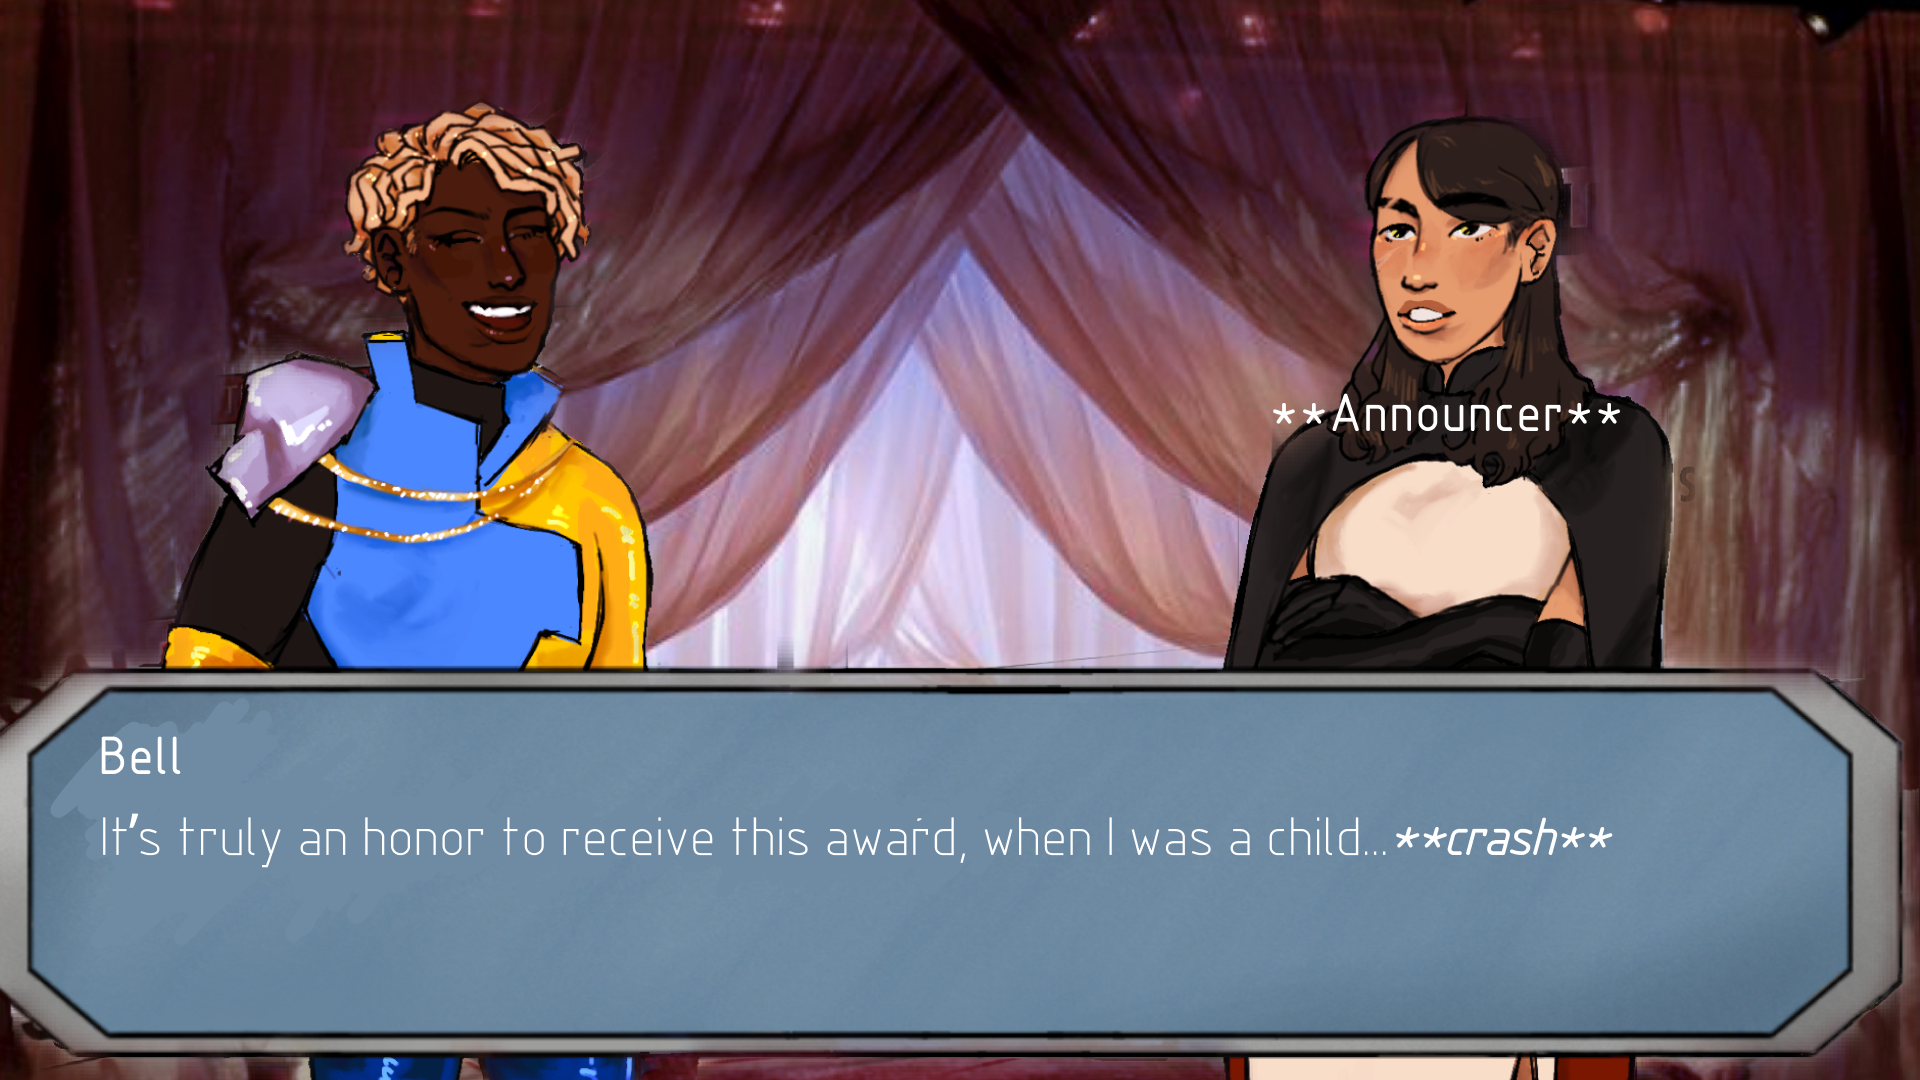 **Announcer**
Bell
It's truly an honor to receive this award, when I was a child...**crash**